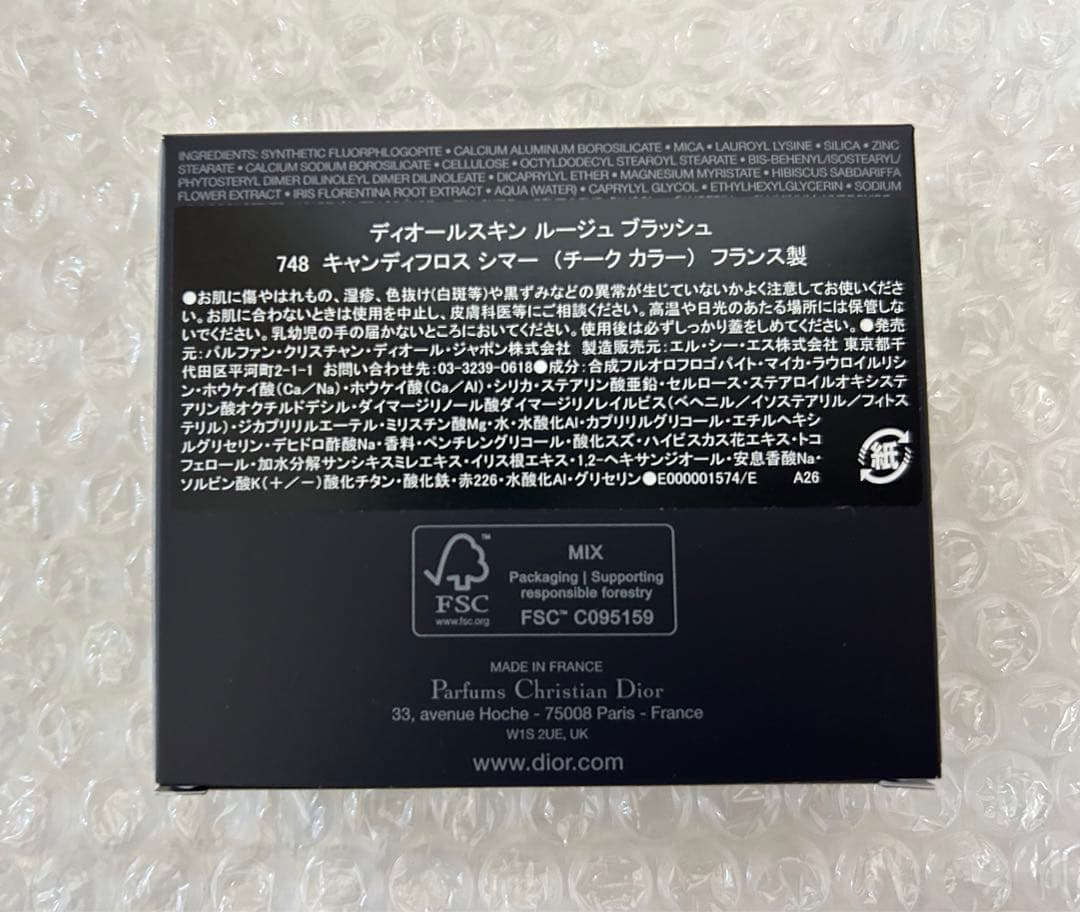 INGREDIENTS: SYNTHETIC FLUORPHLOGOPITE • CALCIUM ALUMINUM BOROSILICATE • MICA • LAUROYL LYSINE • SILICA • ZINC
STEARATE • CALCIUM SODIUM BOROSILICATE • CELLULOSE • OCTYLDODECYL STEAROYL STEARATE • BIS-BEHENYL/ISOSTEARYL/
PHYTOSTERYL DIMER DILINOLEYL DIMER DILINOLEATE • DICAPRYLYL ETHER • MAGNESIUM MYRISTATE • HIBISCUS SABDARIFFA
FLOWER EXTRACT • IRIS FLORENTINA ROOT EXTRACT • AQUA (WATER) • CAPRYLYL GLYCOL • ETHYLHEXYLGLYCERIN • SODIUM
ディオールスキン ルージュ ブラッシュ
748 キャンディフロス シマー (チーク カラー) フランス製
●お肌に傷やはれもの、湿疹、色抜け(白斑等)や黒ずみなどの異常が生じていないかよく注意してお使いくださ
い。お肌に合わないときは使用を中止し、皮膚科医等にご相談ください。高温や日光のあたる場所には保管しな
いでください。乳幼児の手の届かないところにおいてください。使用後は必ずしっかり蓋をしめてください。●発売
元:パルファン・クリスチャン・ディオール・ジャポン株式会社 製造販売元:エル・シー・エス株式会社 東京都千
代田区平河町2-1-1 お問い合わせ先:03-3239-0618●成分:合成フルオロフロゴパイト・マイカ・ラウロイルリシ
ン・ホウケイ酸(Ca/Na)・ホウケイ酸(Ca/Al)・シリカ・ステアリン酸亜鉛・セルロース・ステアロイルオキシステ
アリン酸オクチルドデシル・ダイマージリノール酸ダイマージリノレイルビス(ベヘニル/イソステアリル/フィトス
テリル)・ジカプリリルエーテル・ミリスチン酸Mg・水・水酸化Al・カプリリルグリコール・エチルヘキシ
ルグリセリン・デヒドロ酢酸Na・香料・ペンチレングリコール・酸化スズ・ハイビスカス花エキス・トコ
フェロール・加水分解サンシキスミレエキス・イリス根エキス・1,2-ヘキサンジオール・安息香酸Na・
ソルビン酸K(+/-)酸化チタン・酸化鉄・赤226・水酸化Al・グリセリン●E000001574/E A26
紙
FSC™
www.fsc.org
MIX
Packaging | Supporting
responsible forestry
FSC™ C095159
MADE IN FRANCE
Parfums Christian Dior
33, avenue Hoche - 75008 Paris - France
W1S 2UE, UK
www.dior.com